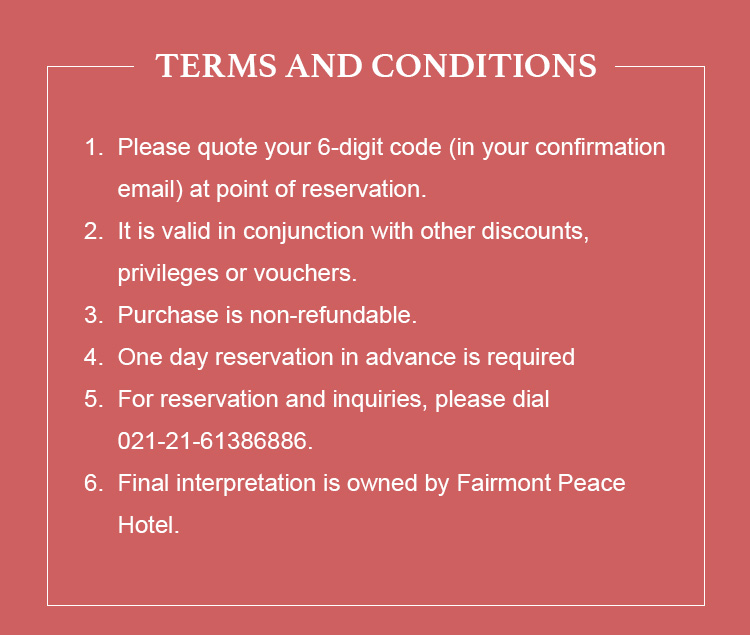 TERMS AND CONDITIONS
1. Please quote your 6-digit code (in your confirmation
email) at point of reservation.
2. It is valid in conjunction with other discounts,
privileges or vouchers.
3. Purchase is non-refundable.
4. One day reservation in advance is required
5. For reservation and inquiries, please dial
021-21-61386886.
6. Final interpretation is owned by Fairmont Peace
Hotel.